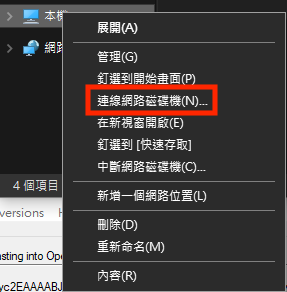 本機
網路
展開(A)
管理(G)
釘選到開始畫面(P)
連線網路磁碟機(N)...
在新視窗開啟(E)
釘選到 [快速存取]
中斷網路磁碟機(C)...
新增一個網路位置(L)
刪除(D)
重新命名(M)
內容(R)
4 個項目
versions
H
asting into Ope
yc2EAAAABJ